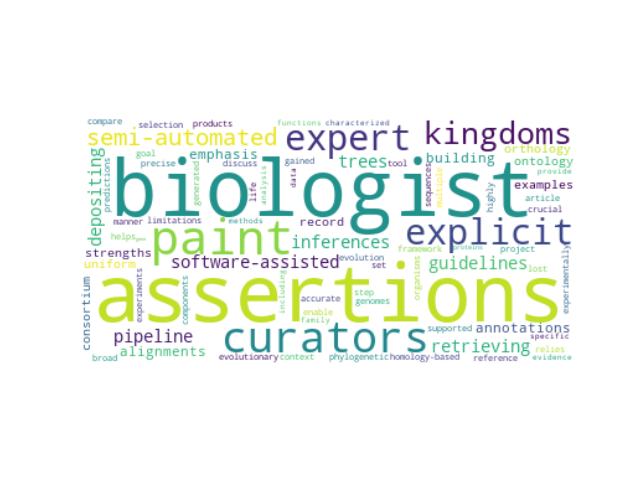 compare selection products functions characterized
semi-automated expert kingdoms
goal emphasis trees tool building orthology
precise discuss gained ontology
depositing predictions biologist provide
generated life analysis data sequences multiple highly examples
article
manner limitations record crucial
paint explicit
helps methods
strengths inferences framework proteins project
uniform software-assisted evolution set guidelines lost
consortium experiments components including organisms experimentally
assertions
accurate step genomes
enable
family
pipeline curators supported annotations
specific
alignments retrieving relies
broad evolutionary context phylogenetic homology-based reference evidence